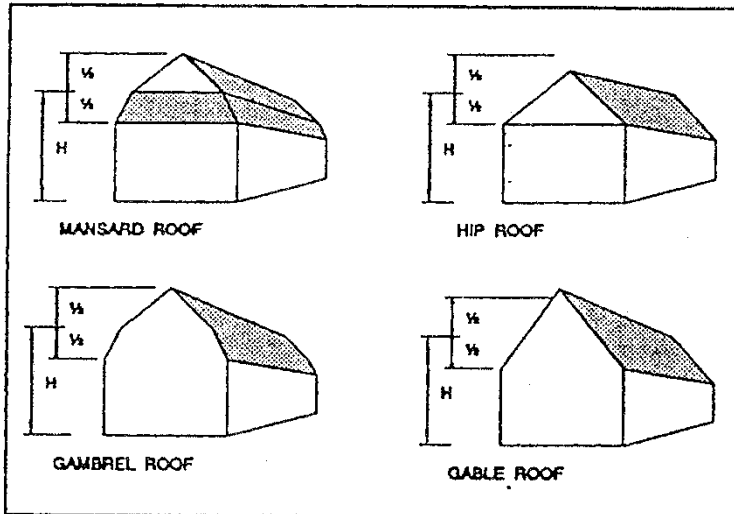 ½
½
H
MANSARD ROOF
½
½
H
HIP ROOF
½
½
H
GAMBREL ROOF
½
½
H
GABLE ROOF